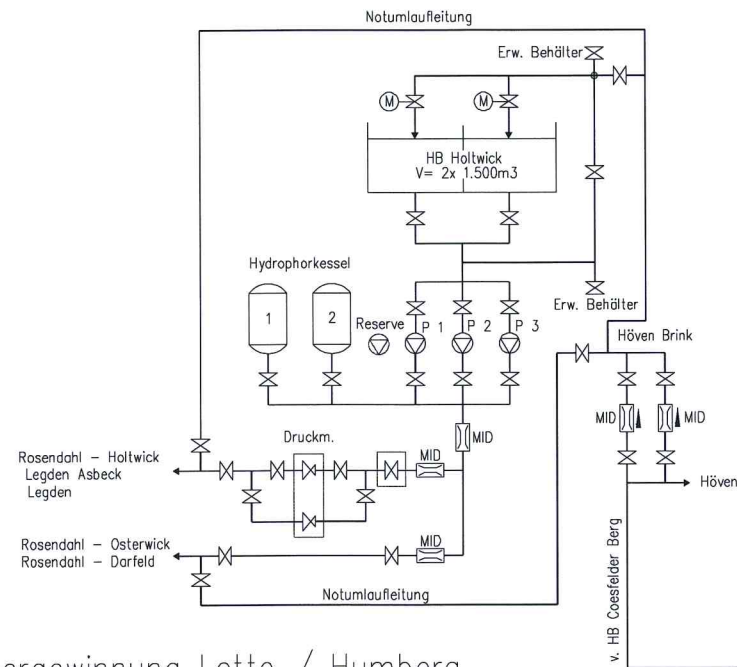 Notumlaufleitung
Erw. Behälter
M
M
HB Holtwick
V= 2x 1.500m3
Hydrophorkessel
1
2
Reserve
P 1
P 2
P 3
Erw. Behälter
Höven Brink
MID
MID
MID
Druckm.
MID
Rosendahl – Holtwick
Legden Asbeck
Legden
Höven
Rosendahl – Osterwick
Rosendahl – Darfeld
MID
Notumlaufleitung
v. HB Coesfelder Berg
Lette / Humberg